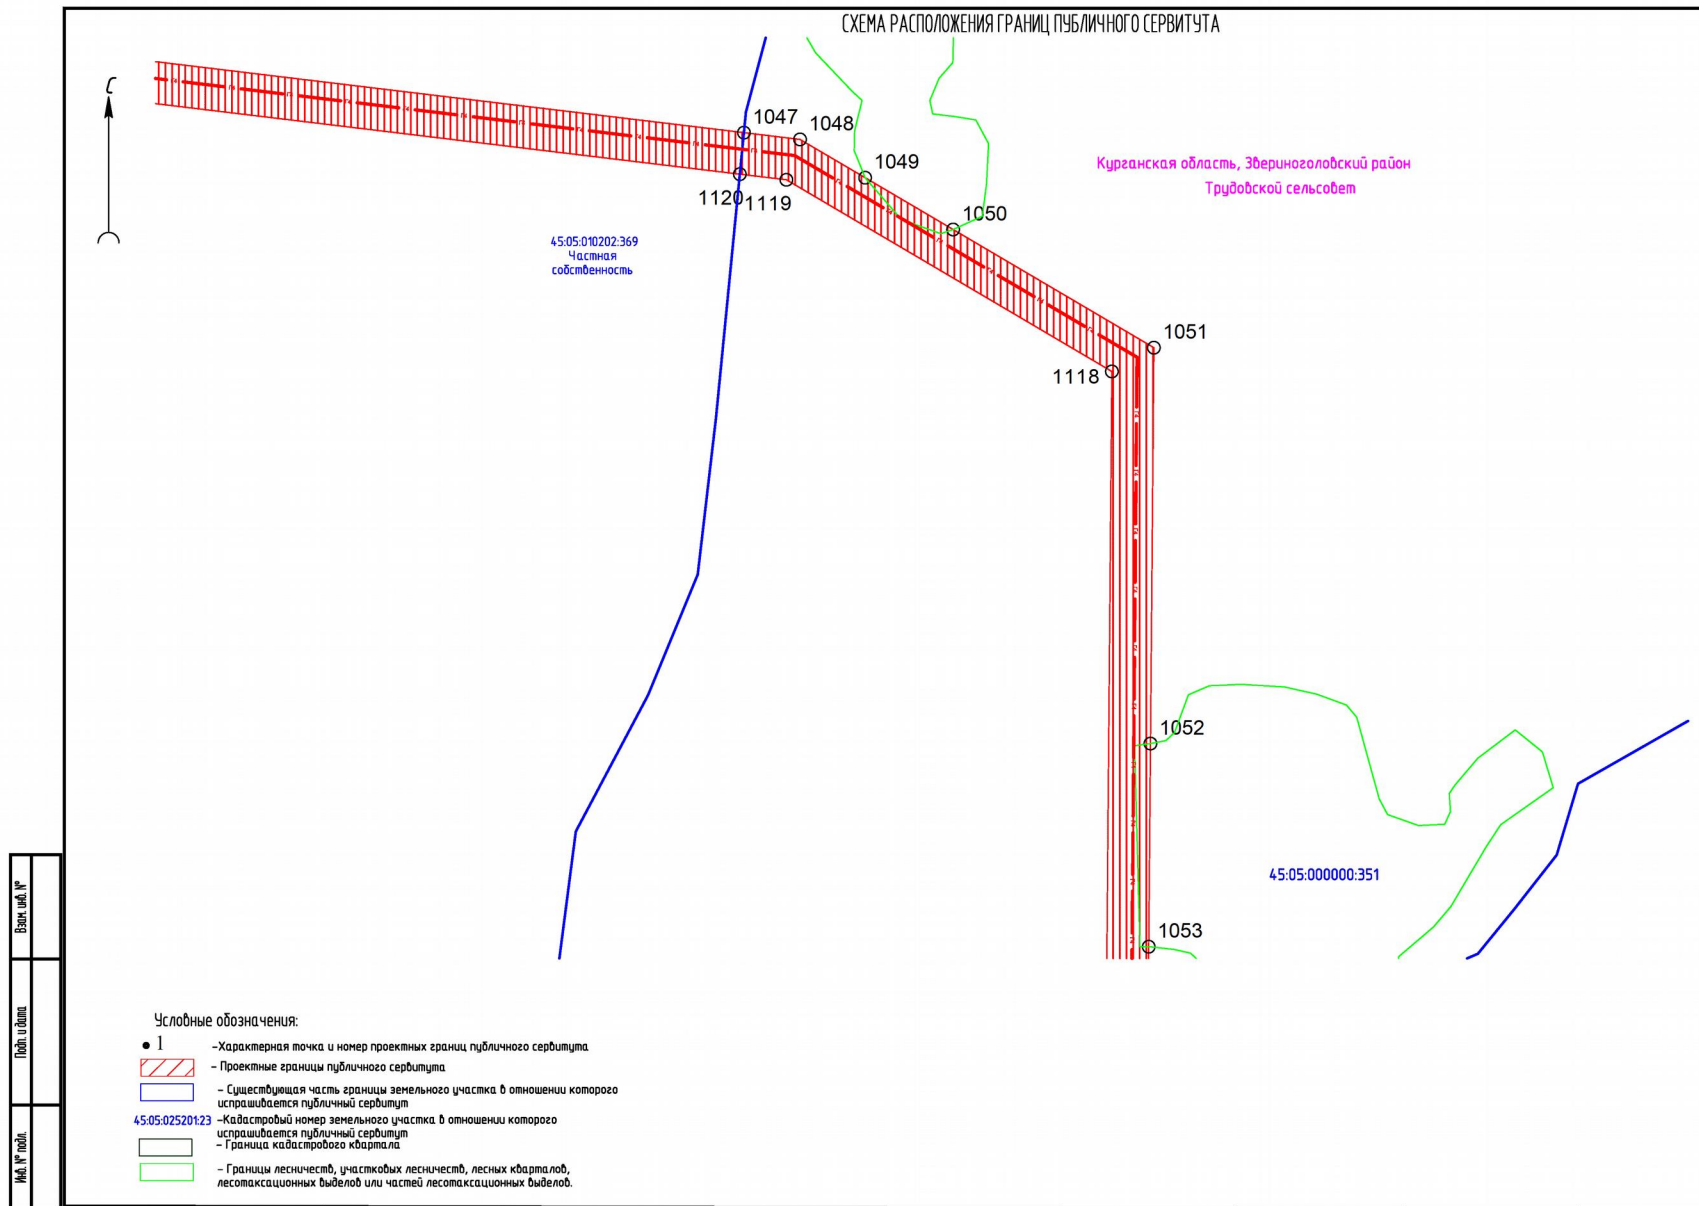 СХЕМА РАСПОЛОЖЕНИЯ ГРАНИЦ ПУБЛИЧНОГО СЕРВИТУТА
С
1047
1048
1049
1050
1120
1119
Курганская область, Звериноголовский район
Трудовской сельсовет
45:05:010202:369
Частная
собственность
1051
1118
1052
45:05:000000:351
1053
Взам. инв. №
Подп. и дата
Инв. № подл.
Условные обозначения:
1
-Характерная точка и номер проектных границ публичного сервитута
- Проектные границы публичного сервитута
- Существующая часть границы земельного участка в отношении которого
испрашивается публичный сервитут
45:05:025201:23 -Кадастровый номер земельного участка в отношении которого
испрашивается публичный сервитут
- Граница кадастрового квартала
- Границы лесничеств, участковых лесничеств, лесных кварталов,
лесотаксационных выделов или частей лесотаксационных выделов.